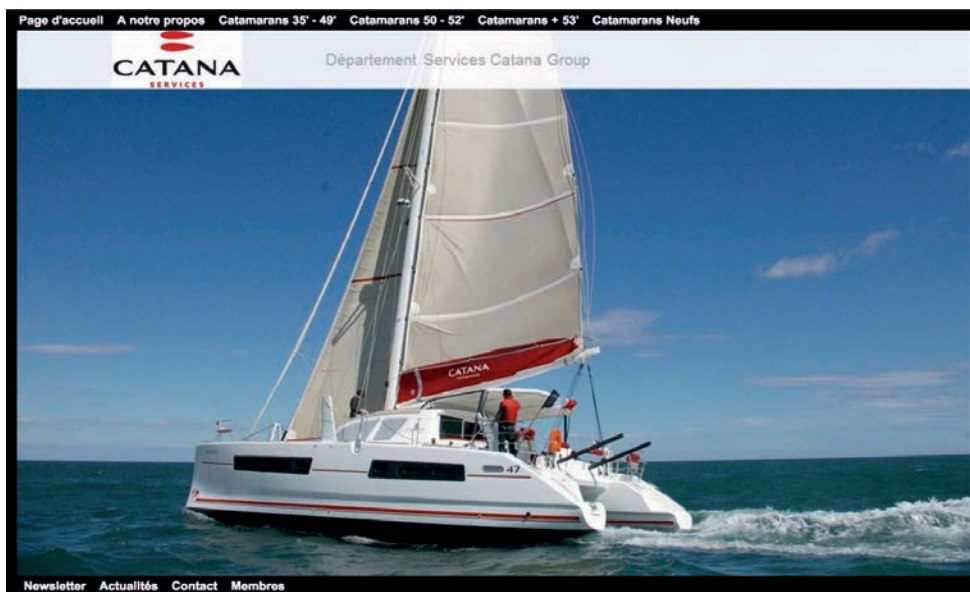 Page d'accueil A notre propos Catamarans 35' - 49' Catamarans 50 - 52' Catamarans + 53' Catamarans Neufs
CATANA
SERVICES
Département Services Catana Group
CATANA
47
Newsletter Actualités Contact Membres